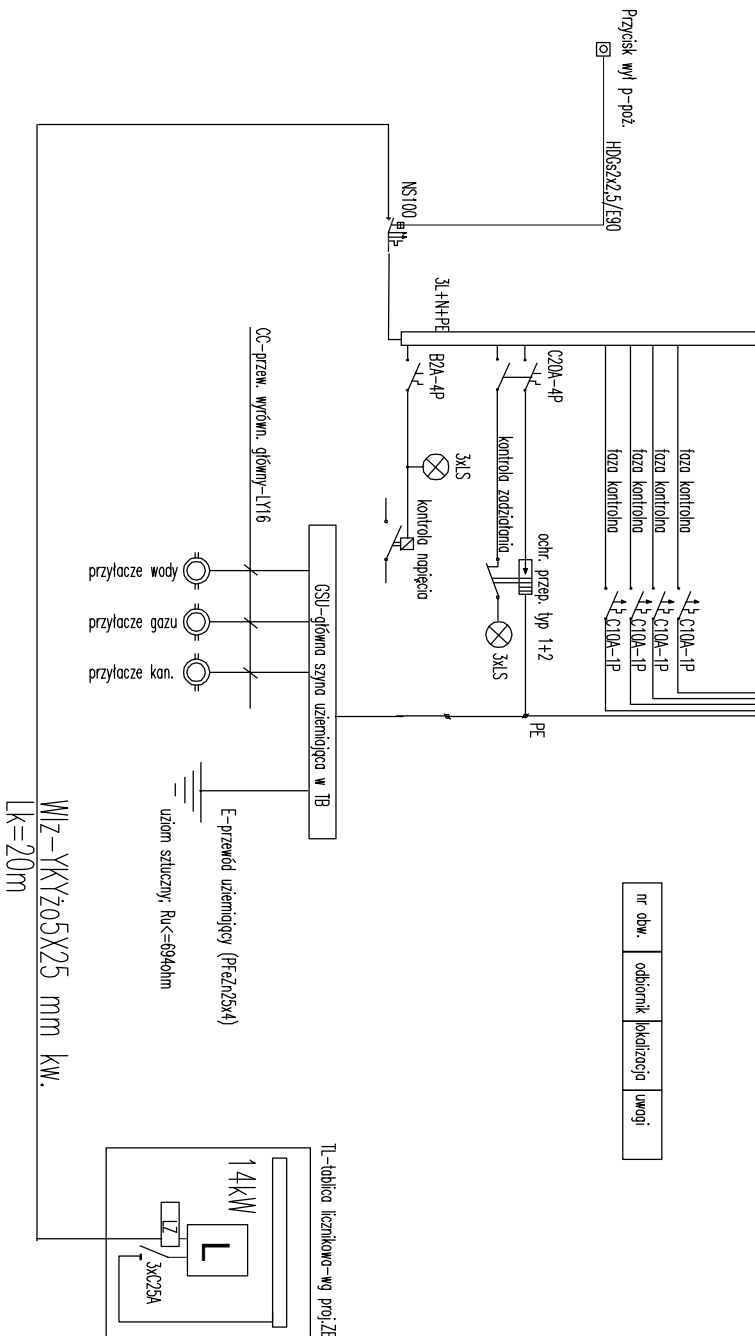 Przycisk wył p-poż.
HDGs2x2,5/E90
NS100
3L+N+PE
B2A-4P
3xLS
kontrola napięcia
C20A-4P
kontrola zadziałania
ochr. przep. typ 1+2
3xLS
faza kontrolna
faza kontrolna
faza kontrolna
faza kontrolna
C10A-1P
C10A-1P
C10A-1P
C10A-1P
PE
CC-przew. wyrówn. główny-LY16
GSU-główna szyna uziemiająca w TB
przyłacze wody
przyłacze gazu
przyłacze kan.
E-przewód uziemiający (PFeZn25x4)
uziom sztuczny; Ru<=694ohm
Wlz-YKYżo5X25 mm kw.
Lk=20m
nr obw.
odbiornik
lokalizacja
uwagi
TL-tablica licznikowa-wg proj.ZE
14kW
LZ
L
3xC25A